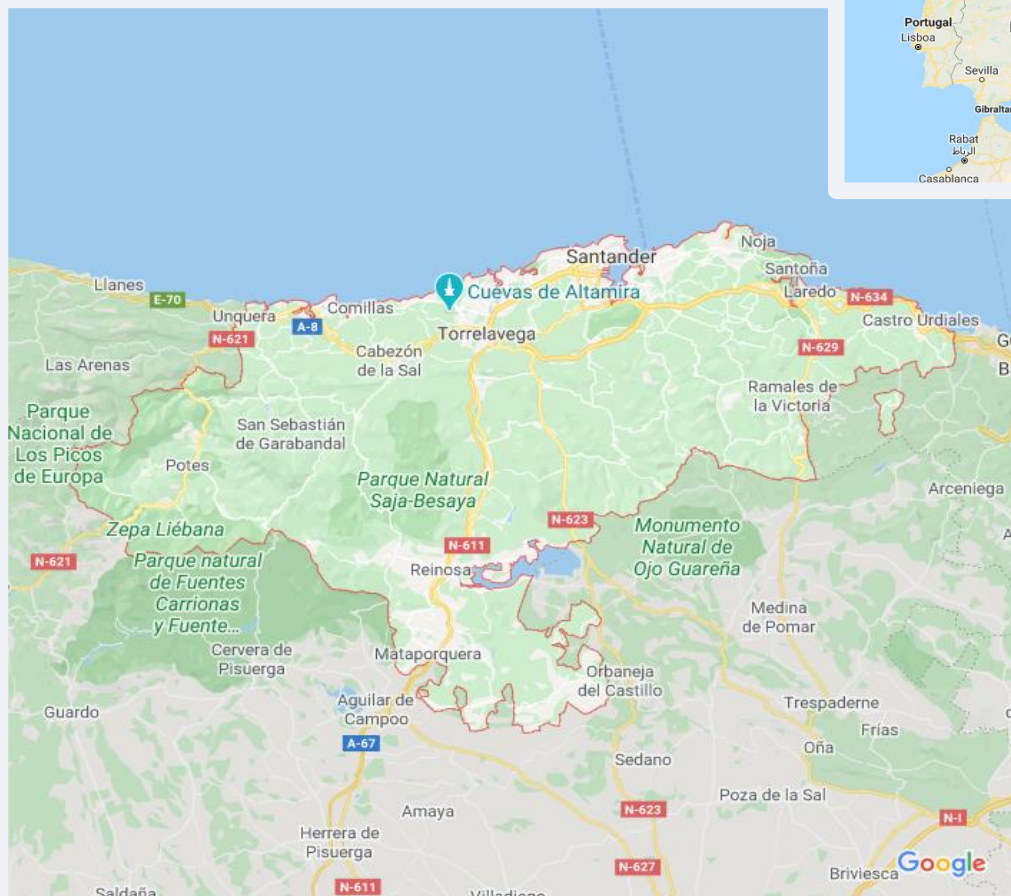 Portugal
Lisboa
Sevilla
Gibraltar
Rabat
الرباط
Casablanca
Noja
Santander
Santoña
Llanes
E-70
Cuevas de Altamira
Laredo
N-634
Unquera
A-8
Comillas
Castro Urdiales
N-621
Torrelavega
N-629
Las Arenas
Cabezón
de la Sal
Ramales de
la Victoria
Parque
Nacional de
Los Picos
de Europa
San Sebastián
de Garabandal
Potes
Parque Natural
Saja-Besaya
Arceniega
Zepa Liébana
N-623
Monumento
Natural de
Ojo Guareña
N-611
N-621
Parque natural
de Fuentes
Carrionas
y Fuente...
Reinosa
Medina
de Pomar
Cervera de
Pisuerga
Mataporquera
Orbaneja
del Castillo
Guardo
Aguilar de
Campoo
Trespaderne
Frías
A-67
Oña
Sedano
Amaya
N-623
Poza de la Sal
N-I
Herrera de
Pisuerga
N-627
Briviesca
Google
Saldaña
N-611
Villadiego